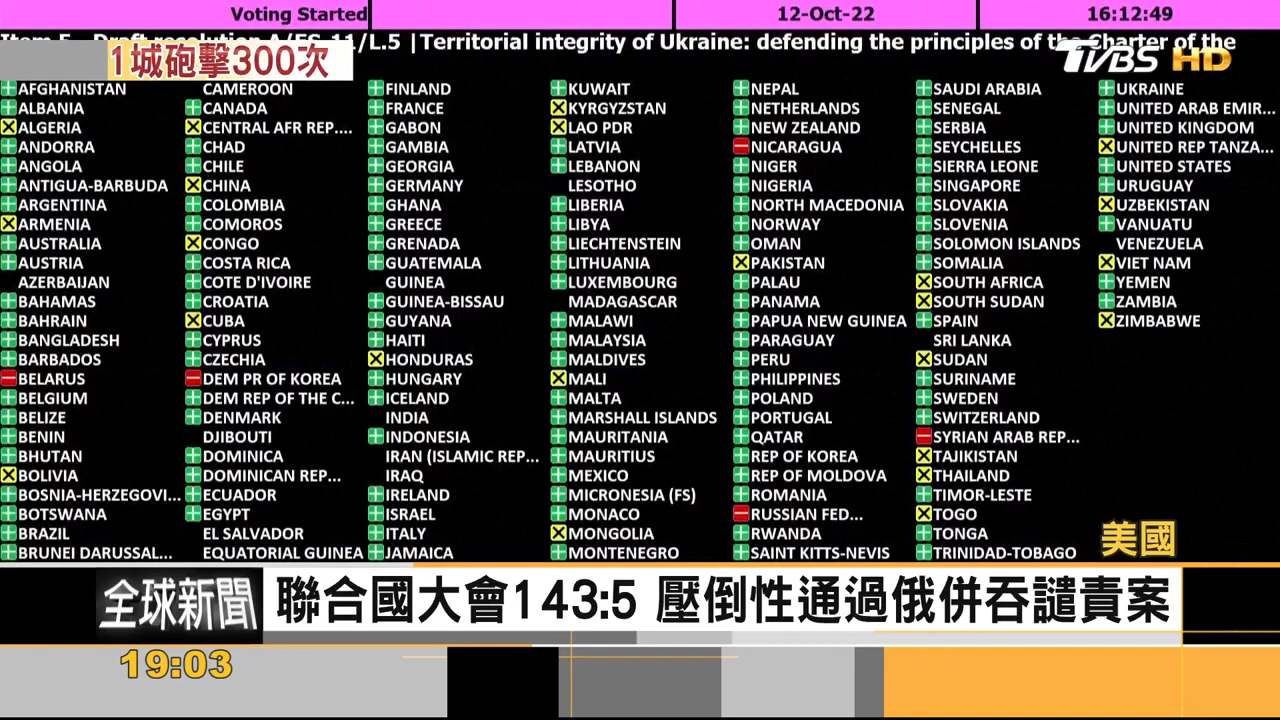 Voting Started 12-Oct-22 16:12:49
Item 5 Draft resolution A/ES-11/L.5 |Territorial integrity of Ukraine: defending the principles of the Charter of the
1城砲擊300次
TVBS HD
AFGHANISTAN CAMEROON FINLAND KUWAIT NEPAL SAUDI ARABIA UKRAINE
ALBANIA CANADA FRANCE KYRGYZSTAN NETHERLANDS SENEGAL UNITED ARAB EMIR...
ALGERIA CENTRAL AFR REP.... GABON LAO PDR NEW ZEALAND SERBIA UNITED KINGDOM
ANDORRA CHAD GAMBIA LATVIA NICARAGUA SEYCHELLES UNITED REP TANZA...
ANGOLA CHILE GEORGIA LEBANON NIGER SIERRA LEONE UNITED STATES
ANTIGUA-BARBUDA CHINA GERMANY LESOTHO NIGERIA SINGAPORE URUGUAY
ARGENTINA COLOMBIA GHANA LIBERIA NORTH MACEDONIA SLOVAKIA UZBEKISTAN
ARMENIA COMOROS GREECE LIBYA NORWAY SLOVENIA VANUATU
AUSTRALIA CONGO GRENADA LIECHTENSTEIN OMAN SOLOMON ISLANDS VENEZUELA
AUSTRIA COSTA RICA GUATEMALA LITHUANIA PAKISTAN SOMALIA VIET NAM
AZERBAIJAN COTE D'IVOIRE GUINEA LUXEMBOURG PALAU SOUTH AFRICA YEMEN
BAHAMAS CROATIA GUINEA-BISSAU MADAGASCAR PANAMA SOUTH SUDAN ZAMBIA
BAHRAIN CUBA GUYANA MALAWI PAPUA NEW GUINEA SPAIN ZIMBABWE
BANGLADESH CYPRUS HAITI MALAYSIA PARAGUAY SRI LANKA
BARBADOS CZECHIA HONDURAS MALDIVES PERU SUDAN
BELARUS DEM PR OF KOREA HUNGARY MALI PHILIPPINES SURINAME
BELGIUM DEM REP OF THE C... ICELAND MALTA POLAND SWEDEN
BELIZE DENMARK INDIA MARSHALL ISLANDS PORTUGAL SWITZERLAND
BENIN DJIBOUTI INDONESIA MAURITANIA QATAR SYRIAN ARAB REP...
BHUTAN DOMINICA IRAN (ISLAMIC REP... MAURITIUS REP OF KOREA TAJIKISTAN
BOLIVIA DOMINICAN REP... IRAQ MEXICO REP OF MOLDOVA THAILAND
BOSNIA-HERZEGOVI... ECUADOR IRELAND MICRONESIA (FS) ROMANIA TIMOR-LESTE
BOTSWANA EGYPT ISRAEL MONACO RUSSIAN FED... TOGO
BRAZIL EL SALVADOR ITALY MONGOLIA RWANDA TONGA
BRUNEI DARUSSAL... EQUATORIAL GUINEA JAMAICA MONTENEGRO SAINT KITTS-NEVIS TRINIDAD-TOBAGO
美國
全球新聞 聯合國大會143:5 壓倒性通過俄併吞譴責案
19:03